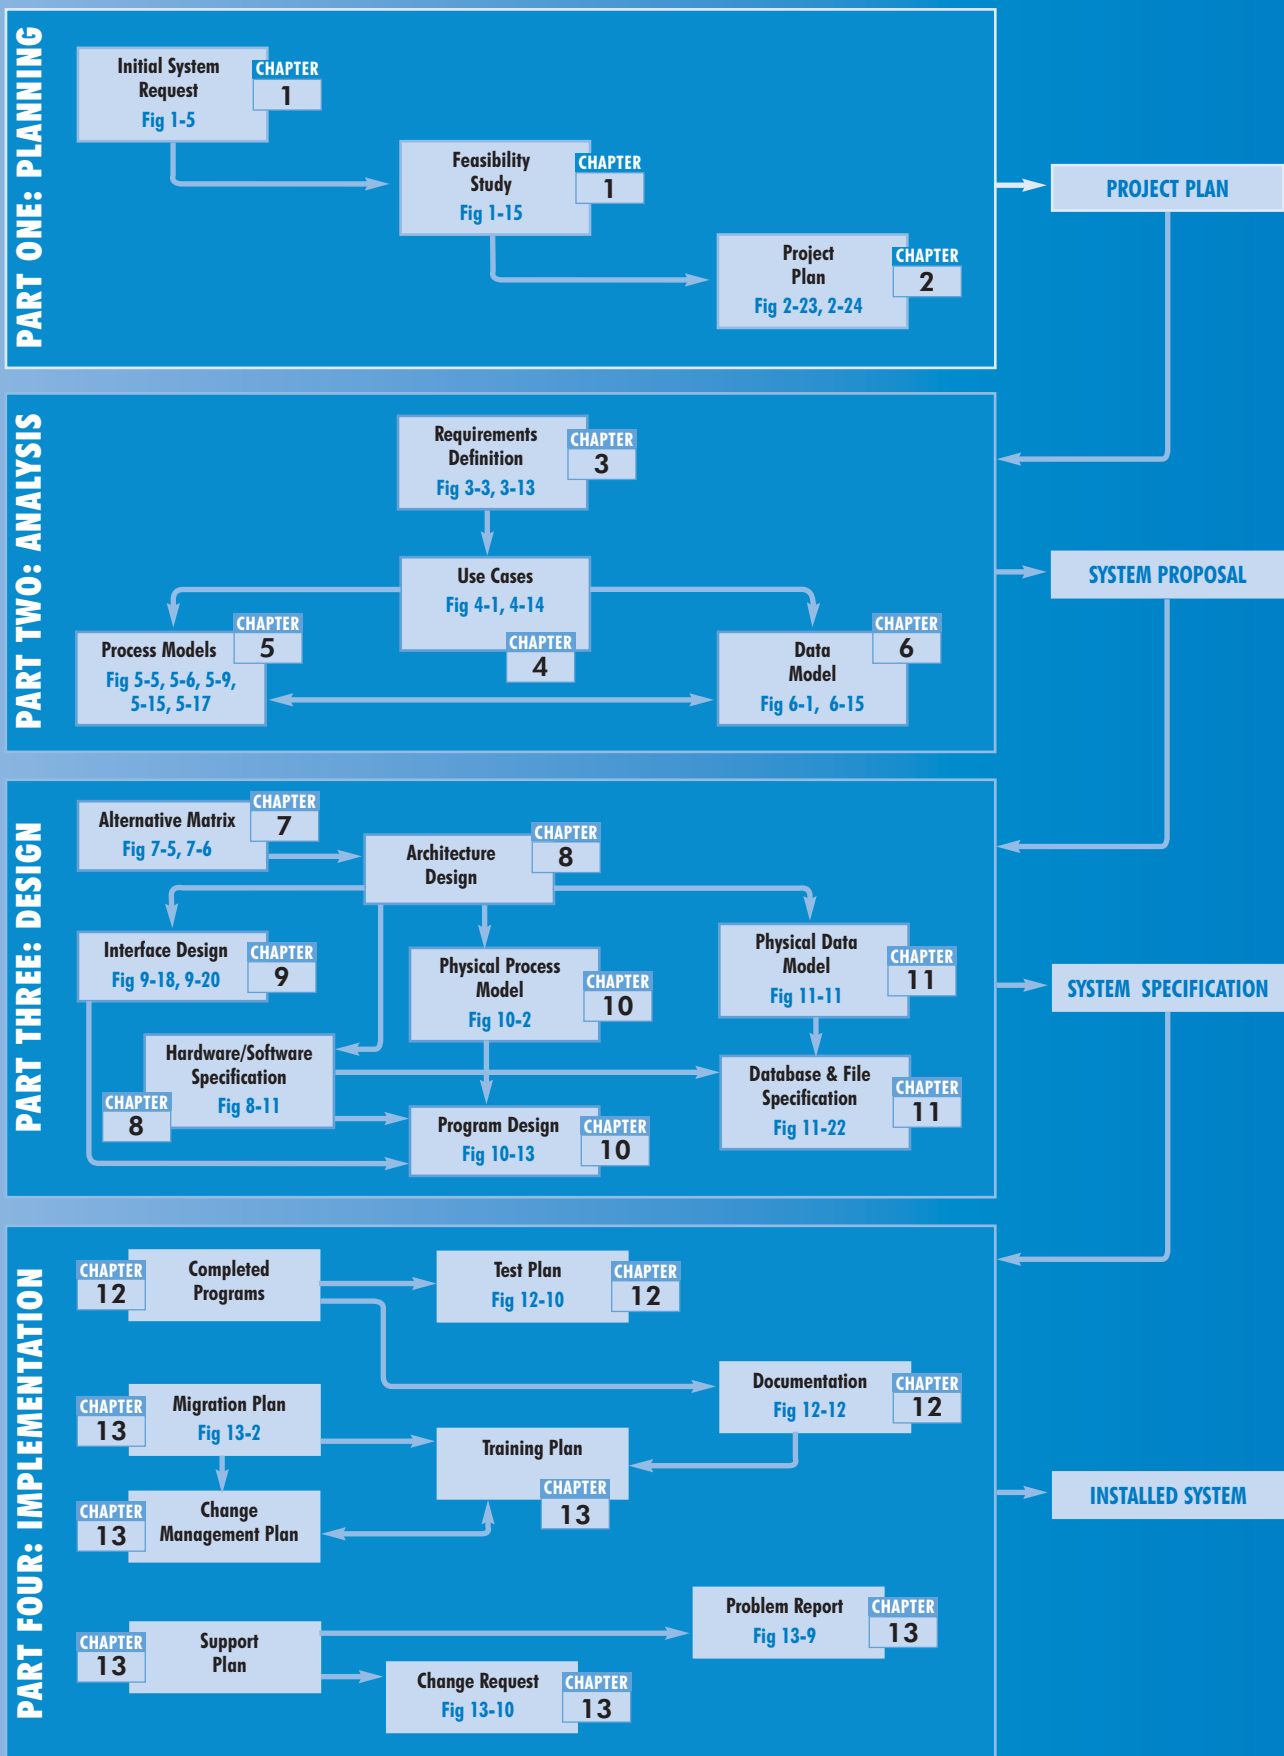 PART ONE: PLANNING
Initial System
Request
Fig 1-5
CHAPTER
1
Feasibility
Study
Fig 1-15
CHAPTER
1
Project
Plan
Fig 2-23, 2-24
CHAPTER
2
PROJECT PLAN
PART TWO: ANALYSIS
Requirements
Definition
Fig 3-3, 3-13
CHAPTER
3
Use Cases
Fig 4-1, 4-14
CHAPTER
4
Process Models
Fig 5-5, 5-6, 5-9,
5-15, 5-17
CHAPTER
5
Data
Model
Fig 6-1, 6-15
CHAPTER
6
SYSTEM PROPOSAL
PART THREE: DESIGN
Alternative Matrix
Fig 7-5, 7-6
CHAPTER
7
Architecture
Design
CHAPTER
8
Interface Design
Fig 9-18, 9-20
CHAPTER
9
Physical Process
Model
Fig 10-2
CHAPTER
10
Physical Data
Model
Fig 11-11
CHAPTER
11
Hardware/Software
Specification
Fig 8-11
CHAPTER
8
Program Design
Fig 10-13
CHAPTER
10
Database & File
Specification
Fig 11-22
CHAPTER
11
SYSTEM SPECIFICATION
PART FOUR: IMPLEMENTATION
CHAPTER
12
Completed
Programs
Test Plan
Fig 12-10
CHAPTER
12
Documentation
Fig 12-12
CHAPTER
12
CHAPTER
13
Migration Plan
Fig 13-2
Training Plan
CHAPTER
13
CHAPTER
13
Change
Management Plan
INSTALLED SYSTEM
CHAPTER
13
Support
Plan
Problem Report
Fig 13-9
CHAPTER
13
Change Request
Fig 13-10
CHAPTER
13